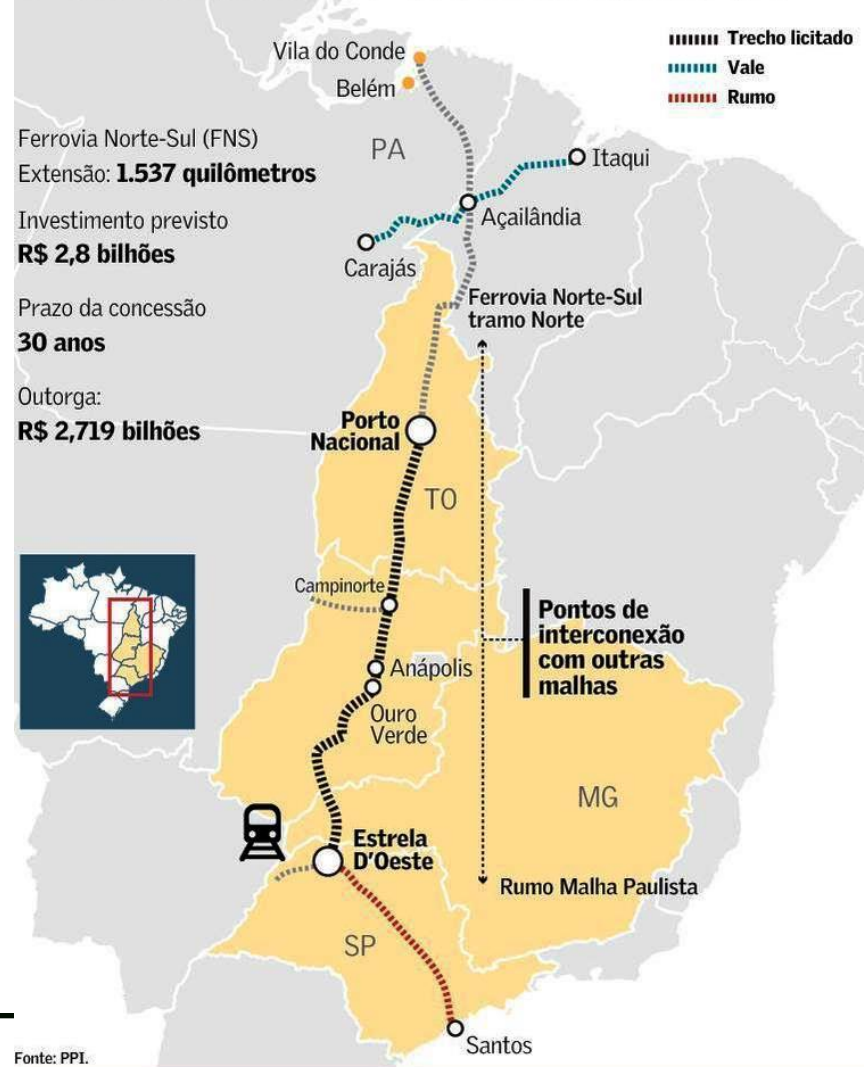 Trecho licitado
Vale
Rumo
Vila do Conde
Belém
PA
Itaqui
Açailândia
Carajás
Ferrovia Norte-Sul (FNS)
Extensão: 1.537 quilômetros
Investimento previsto
R$ 2,8 bilhões
Prazo da concessão
30 anos
Outorga:
R$ 2,719 bilhões
Ferrovia Norte-Sul
tramo Norte
Porto
Nacional
TO
Campinorte
Anápolis
Ouro
Verde
Pontos de
interconexão
com outras
malhas
MG
Estrela
D'Oeste
Rumo Malha Paulista
SP
Santos
Fonte: PPI.